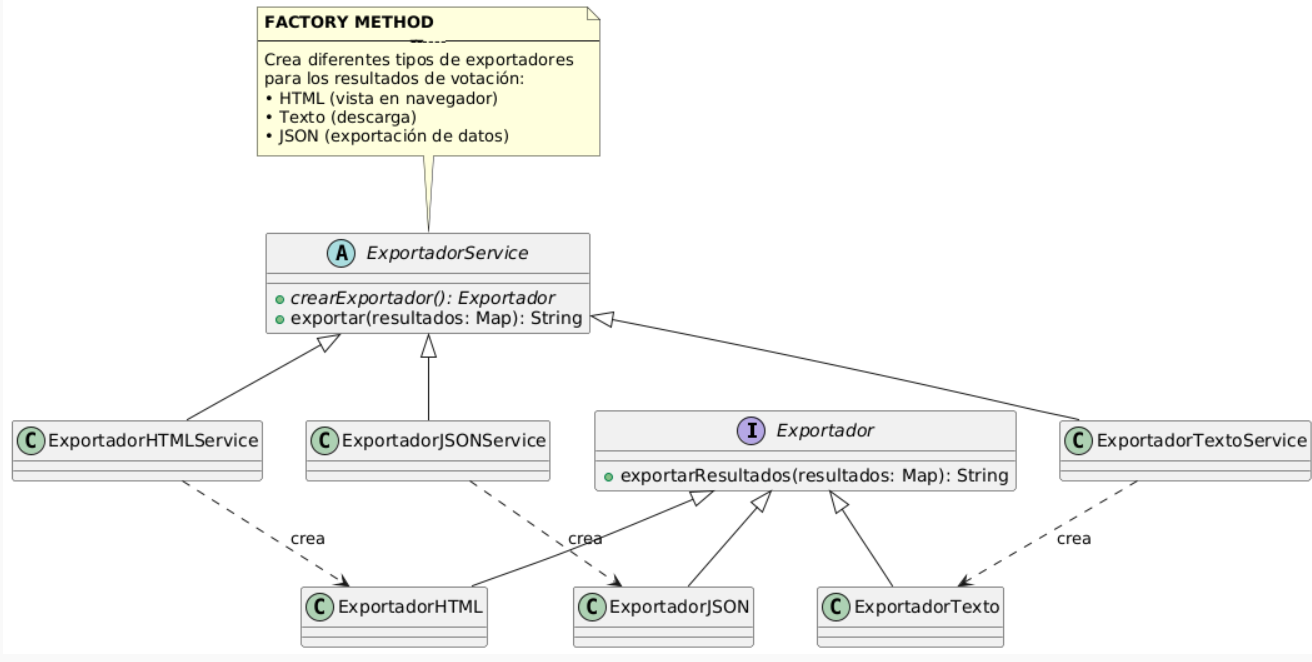 FACTORY METHOD
Crea diferentes tipos de exportadores
para los resultados de votación:
• HTML (vista en navegador)
• Texto (descarga)
• JSON (exportación de datos)
A ExportadorService
crearExportador(): Exportador
exportar(resultados: Map): String
C ExportadorHTMLService
C ExportadorJSONService
I Exportador
exportarResultados(resultados: Map): String
C ExportadorTextoService
crea
crea
crea
C ExportadorHTML
C ExportadorJSON
C ExportadorTexto